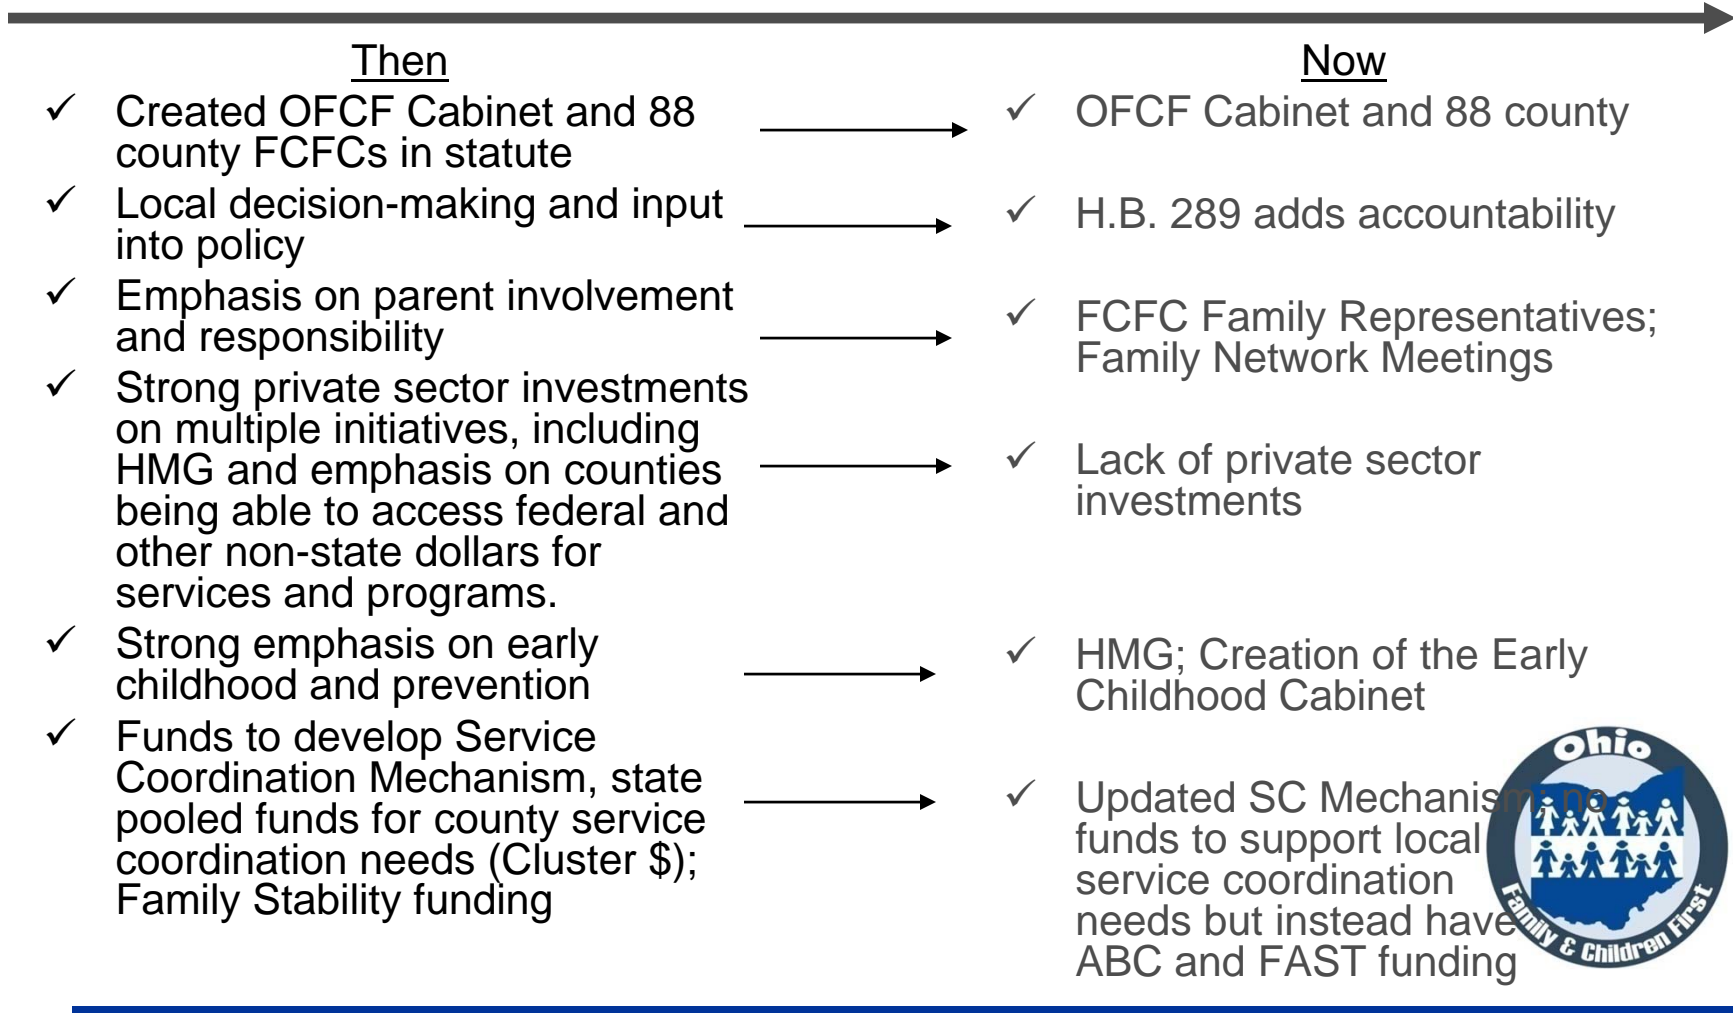 Then
✓ Created OFCF Cabinet and 88
county FCFCs in statute
✓ Local decision-making and input
into policy
✓ Emphasis on parent involvement
and responsibility
✓ Strong private sector investments
on multiple initiatives, including
HMG and emphasis on counties
being able to access federal and
other non-state dollars for
services and programs.
✓ Strong emphasis on early
childhood and prevention
✓ Funds to develop Service
Coordination Mechanism, state
pooled funds for county service
coordination needs (Cluster $);
Family Stability funding
Now
✓ OFCF Cabinet and 88 county
✓ H.B. 289 adds accountability
✓ FCFC Family Representatives;
Family Network Meetings
✓ Lack of private sector
investments
✓ HMG; Creation of the Early
Childhood Cabinet
✓ Updated SC Mechanism; no
funds to support local
service coordination
needs but instead have
ABC and FAST funding
Ohio
Family & Children First